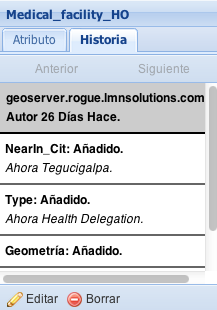 Medical_facility_HO
Atributo Historia
Anterior Siguiente
geoserver.rogue.lmnsolutions.com
Autor 26 Días Hace.
NearIn_Cit: Añadido.
Ahora Tegucigalpa.
Type: Añadido.
Ahora Health Delegation.
Geometría: Añadido.
Editar Borrar